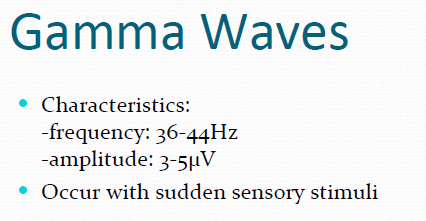 Gamma Waves
• Characteristics:
-frequency: 36-44Hz
-amplitude: 3-5µV
• Occur with sudden sensory stimuli